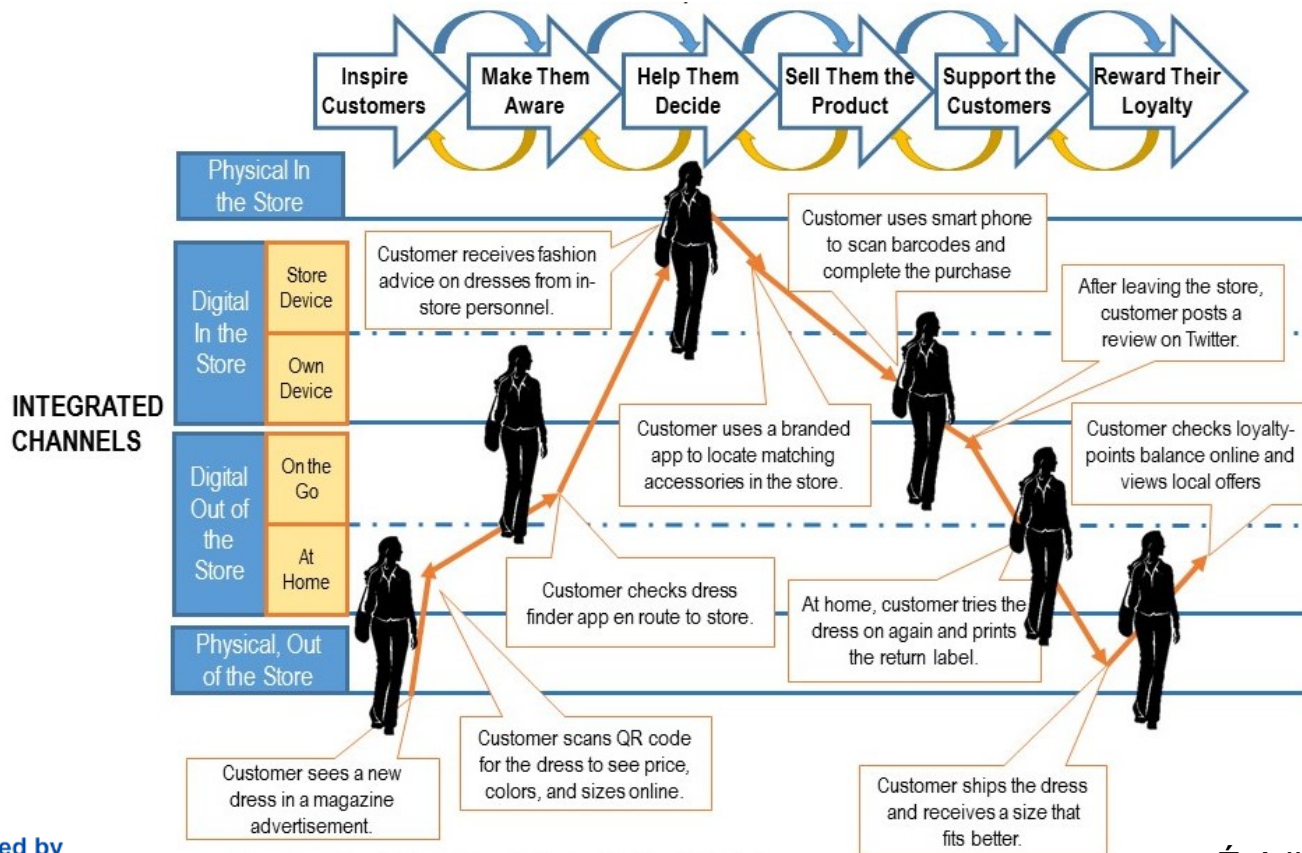 Inspire
Customers
Make Them
Aware
Help Them
Decide
Sell Them the
Product
Support the
Customers
Reward Their
Loyalty
Physical In
the Store
Customer receives fashion
advice on dresses from in-
store personnel.
Customer uses smart phone
to scan barcodes and
complete the purchase
After leaving the store,
customer posts a
review on Twitter.
Digital
In the
Store
Store
Device
Own
Device
INTEGRATED
CHANNELS
Customer uses a branded
app to locate matching
accessories in the store.
Customer checks loyalty-
points balance online and
views local offers
Digital
Out of
the
Store
On the
Go
At
Home
Customer checks dress
finder app en route to store.
At home, customer tries the
dress on again and prints
the return label.
Physical, Out
of the Store
Customer scans QR code
for the dress to see price,
colors, and sizes online.
Customer sees a new
dress in a magazine
advertisement.
Customer ships the dress
and receives a size that
fits better.
ed by